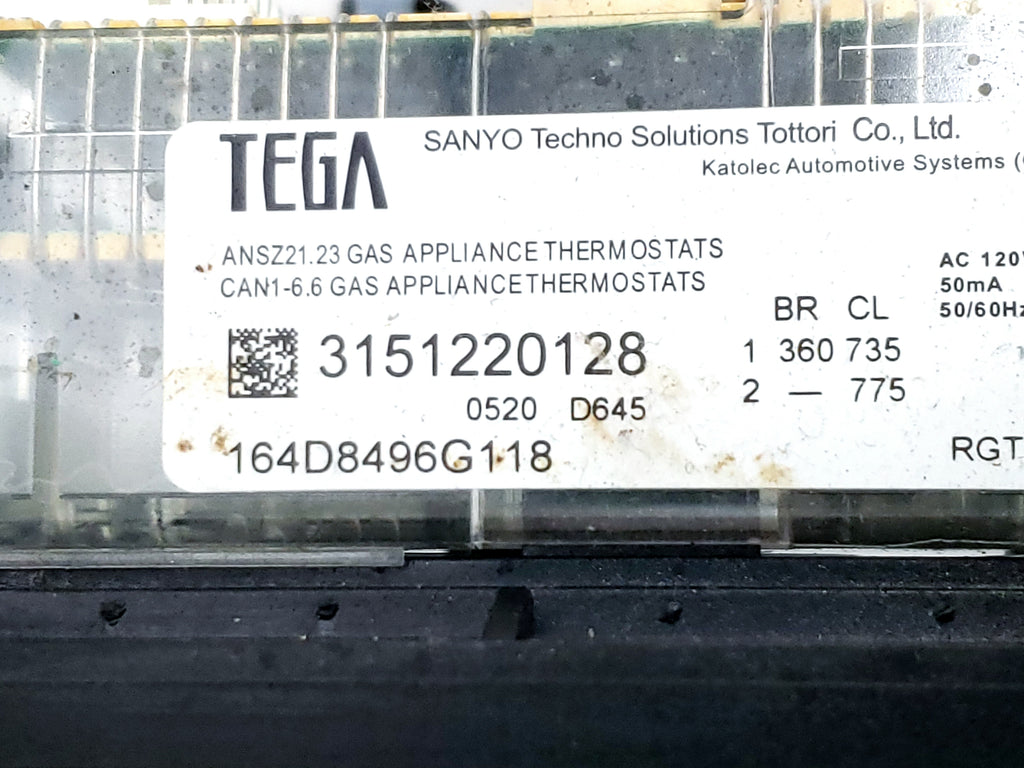 TEGA
SANYO Techno Solutions Tottori Co., Ltd.
Katolec Automotive Systems (
ANSZ21.23 GAS APPLIANCE THERMOSTATS
CAN1-6.6 GAS APPLIANCE THERMOSTATS
AC 120V
50mA
50/60Hz
BR CL
1 360 735
2 — 775
3151220128
0520 D645
164D8496G118
RGT